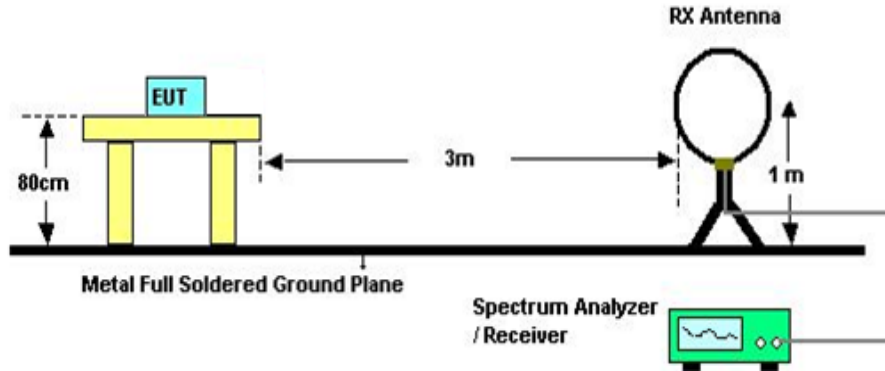 RX Antenna
EUT
80cm
3m
1 m
Metal Full Soldered Ground Plane
Spectrum Analyzer
/ Receiver